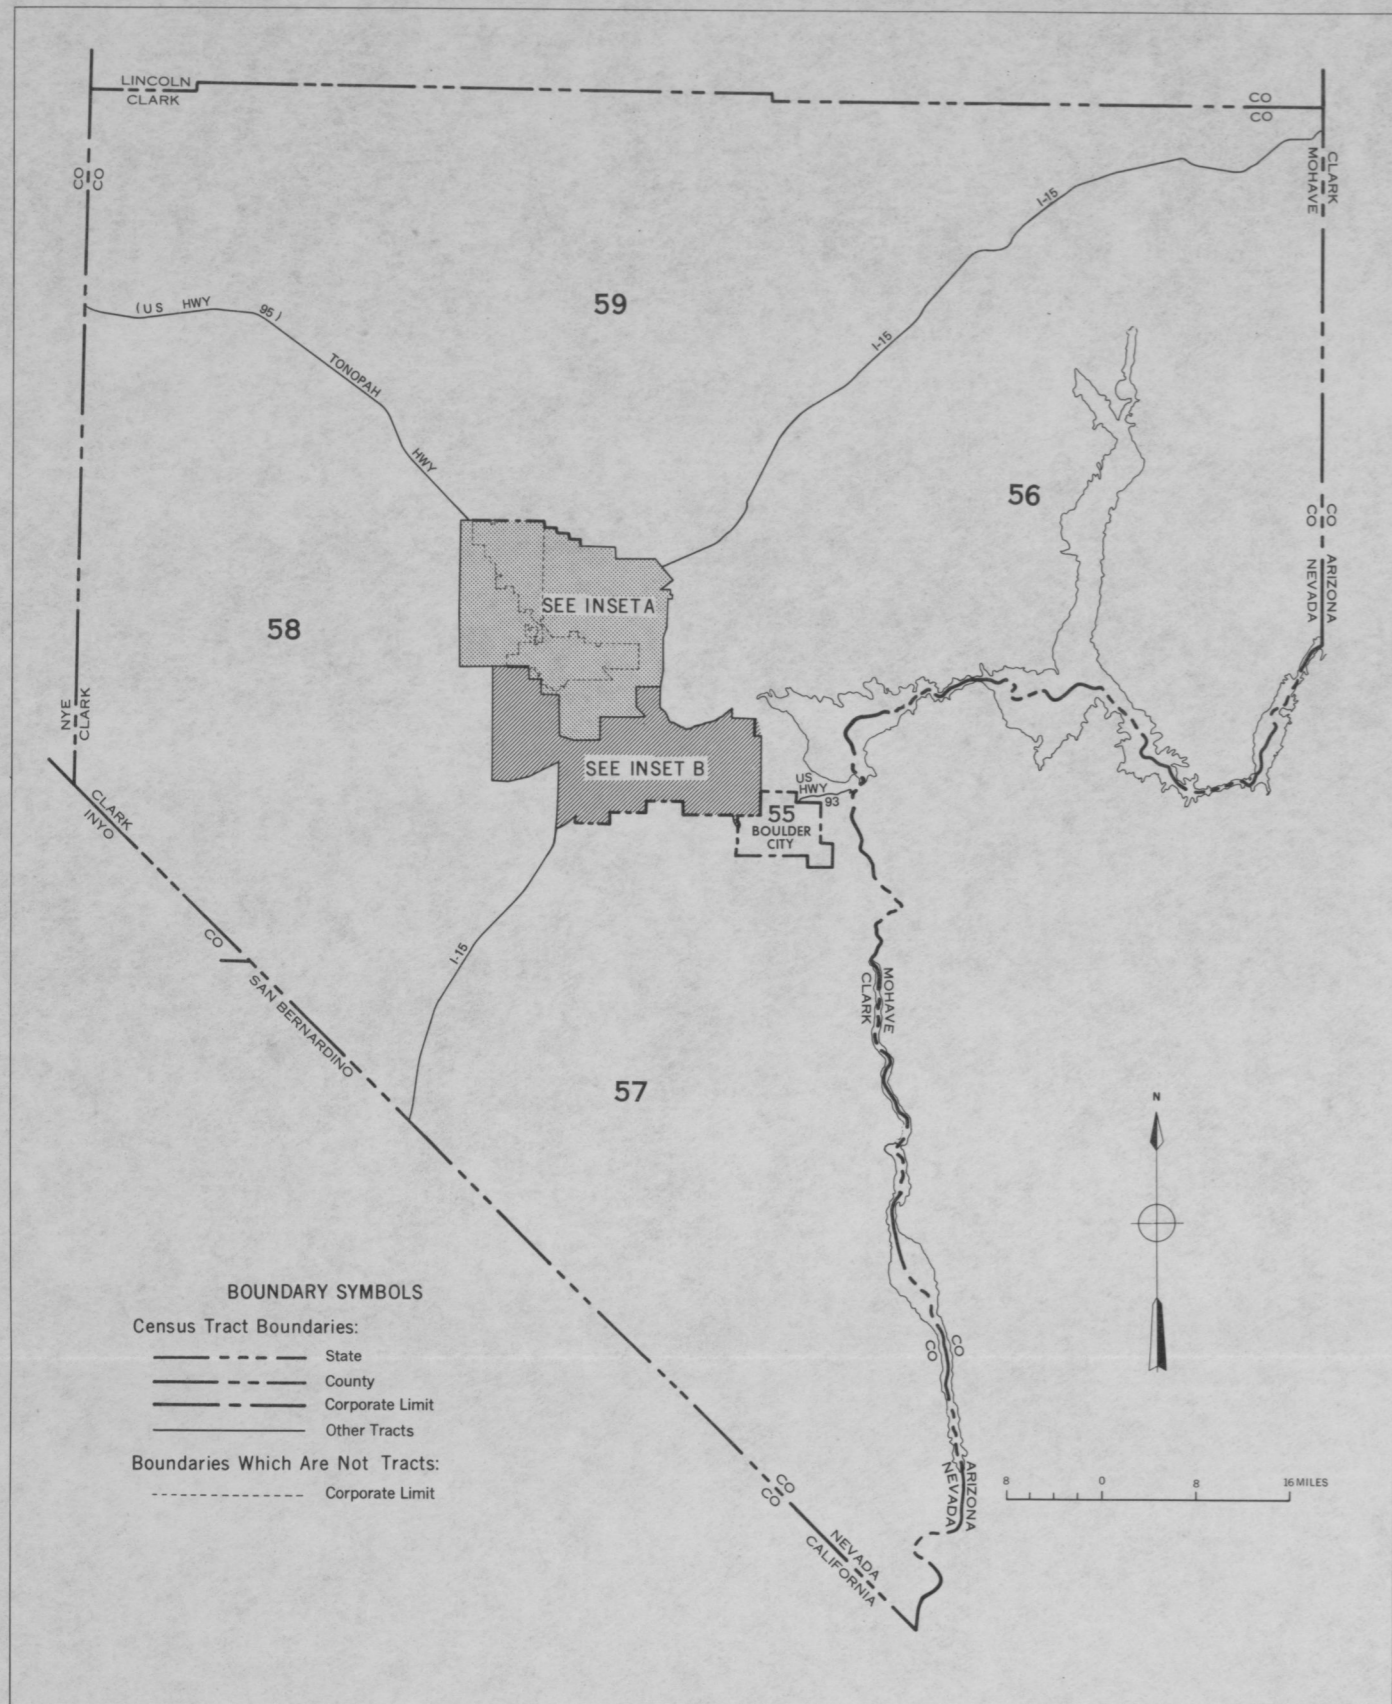 LINCOLN
CLARK
CO
CO
CO
CO
CLARK
MOHAVE
I-15
(US HWY 95)
59
TONOPAH
I-15
HWY
56
CO
CO
ARIZONA
NEVADA
SEE INSET A
58
NYE
CLARK
SEE INSET B
US
HWY
93
55
BOULDER
CITY
CLARK
INYO
CO
I-15
SAN BERNARDINO
MOHAVE
CLARK
57
N
BOUNDARY SYMBOLS
Census Tract Boundaries:
State
County
Corporate Limit
Other Tracts
Boundaries Which Are Not Tracts:
Corporate Limit
CO
CO
CO
CO
ARIZONA
NEVADA
8 0 8 16 MILES
NEVADA
CALIFORNIA